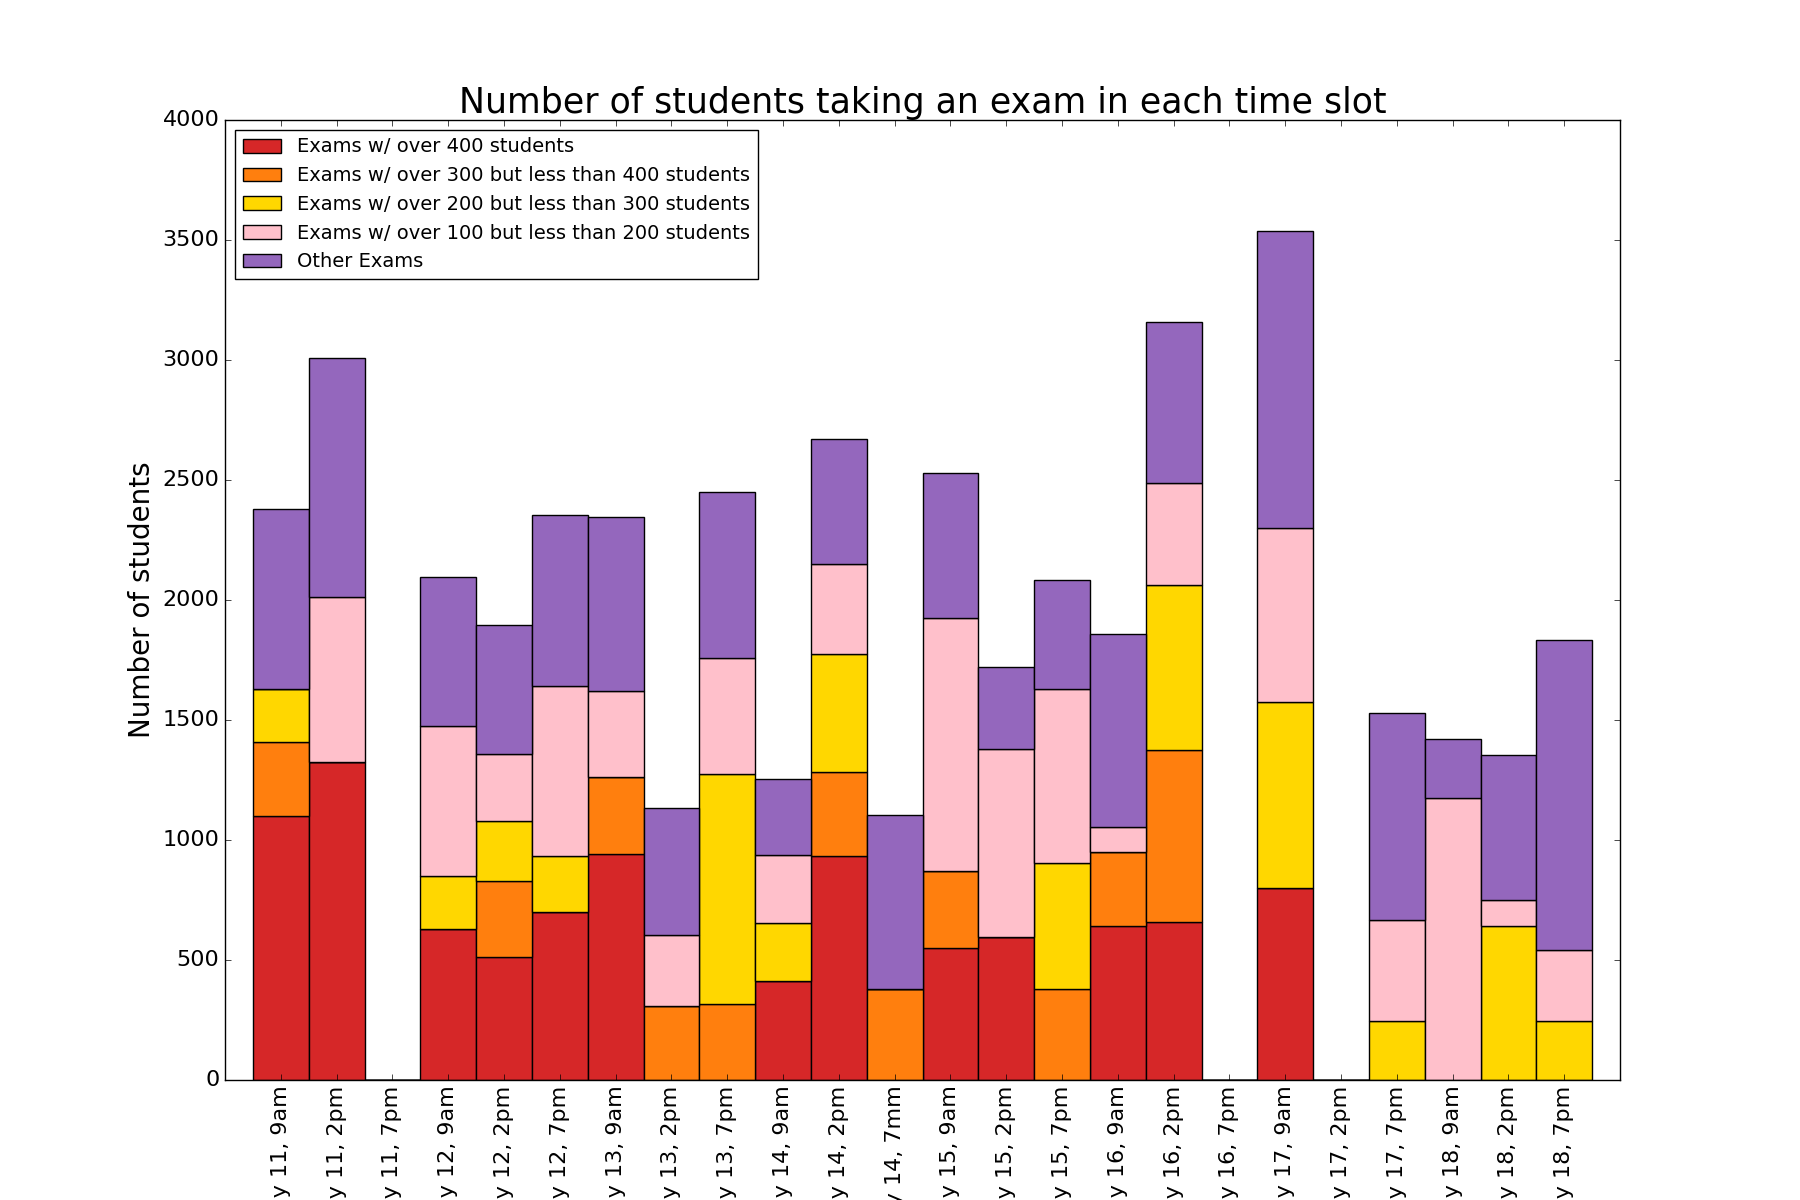 Number of students taking an exam in each time slot
Exams w/ over 400 students
Exams w/ over 300 but less than 400 students
Exams w/ over 200 but less than 300 students
Exams w/ over 100 but less than 200 students
Other Exams
Number of students
4000
3500
3000
2500
2000
1500
1000
500
0
y 11, 9am
y 11, 2pm
y 11, 7pm
y 12, 9am
y 12, 2pm
y 12, 7pm
y 13, 9am
y 13, 2pm
y 13, 7pm
y 14, 9am
y 14, 2pm
y 14, 7mm
y 15, 9am
y 15, 2pm
y 15, 7pm
y 16, 9am
y 16, 2pm
y 16, 7pm
y 17, 9am
y 17, 2pm
y 17, 7pm
y 18, 9am
y 18, 2pm
y 18, 7pm